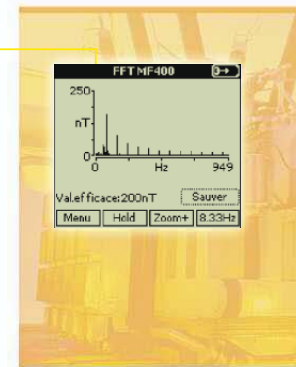 FFT MF400
250
nT
0
0 Hz 949
Val.efficace:200nT Sauver
Menu Hold Zoom+ 8.33Hz